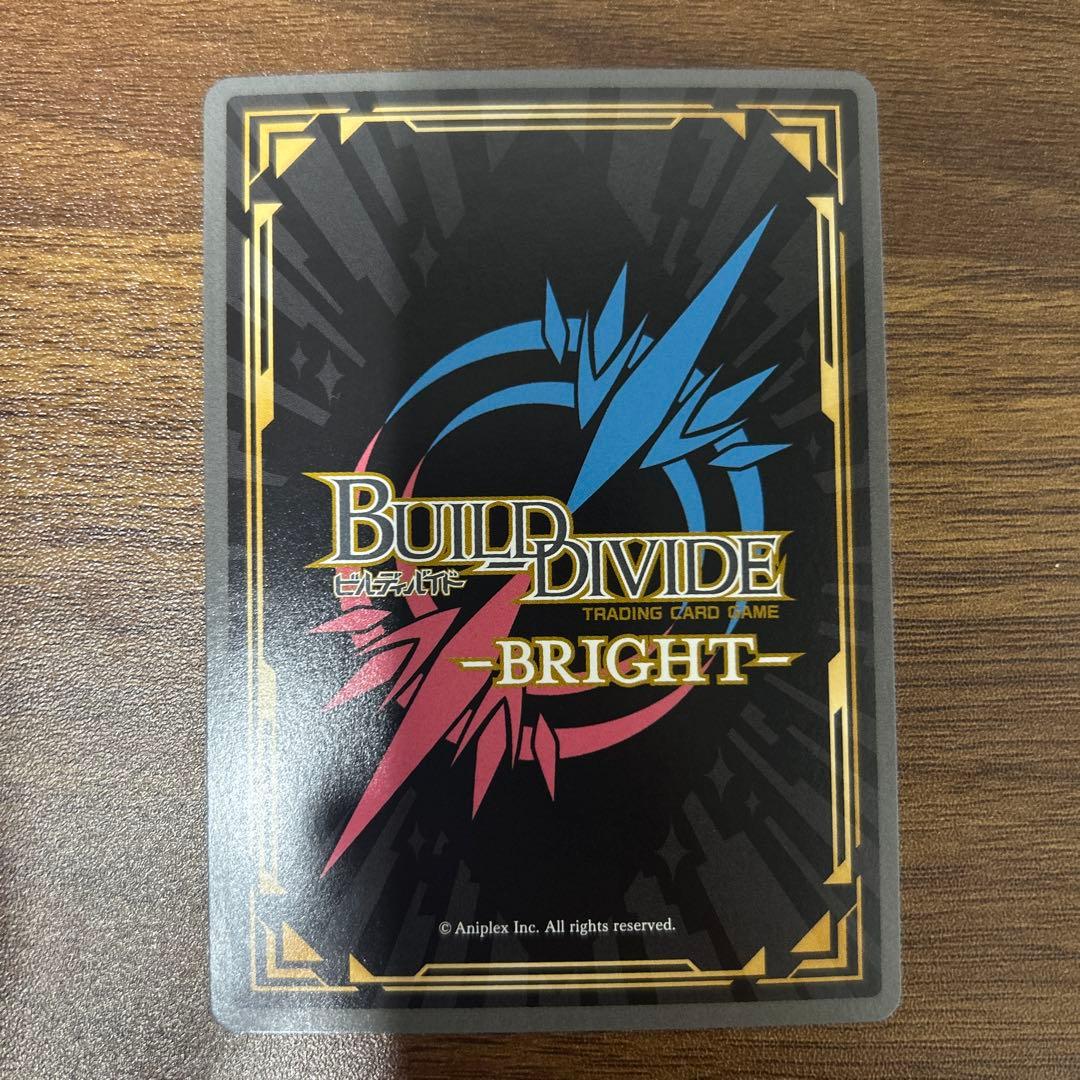 BUILD DIVIDE
ビルディバイド
TRADING CARD GAME
-BRIGHT-
© Aniplex Inc. All rights reserved.